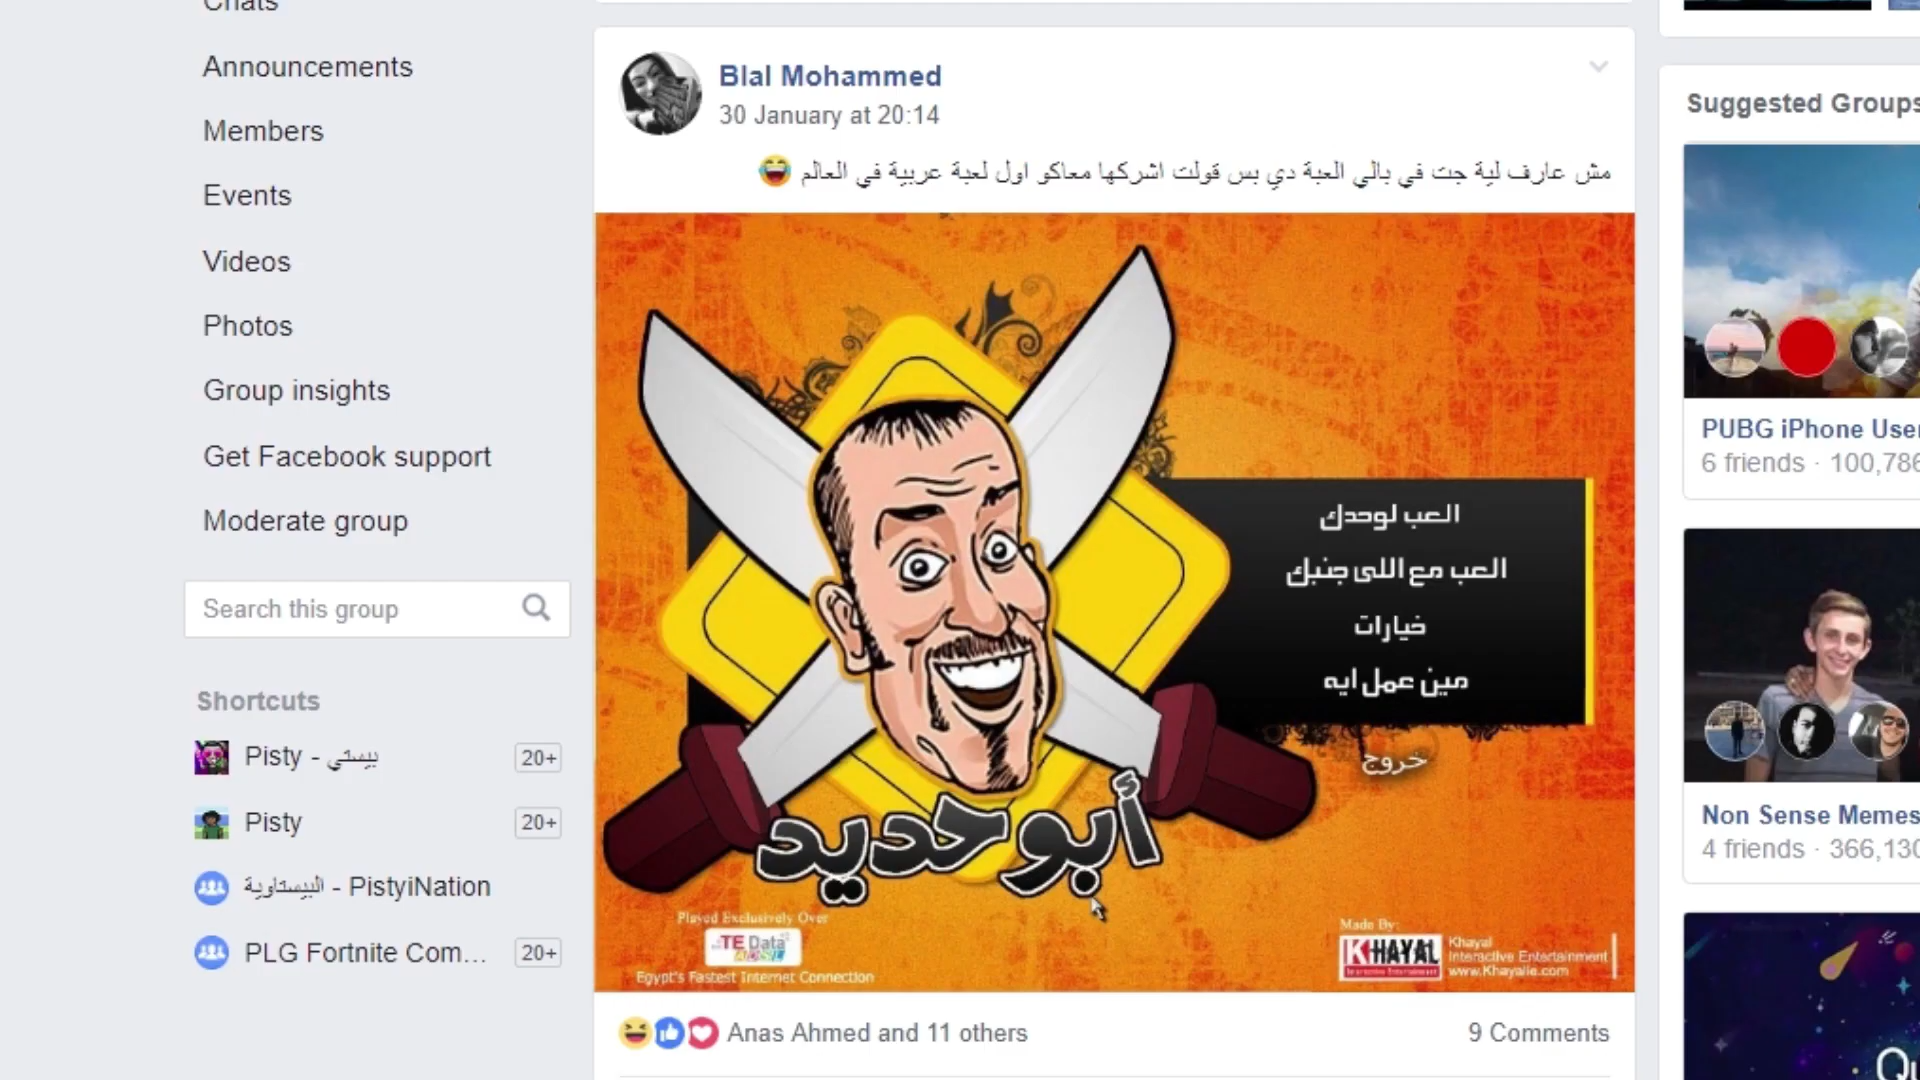 Chats
Announcements
Members
Events
Videos
Photos
Group insights
Get Facebook support
Moderate group
Search this group
Shortcuts
Pisty - بيستي
20+
Pisty
20+
البيستاوية - PistyiNation
PLG Fortnite Com...
20+
Blal Mohammed
30 January at 20:14
مش عارف لية جت في بالي العبة دي بس قولت اشركها معاكو اول لعبة عربية في العالم 😂
العب لوحدك
العب مع اللى جنبك
خيارات
مين عمل ايه
خروج
أبو حديد
Played Exclusively Over
TE Data
ADSL
Egypt's Fastest Internet Connection
Made By:
KHAYAL
Interactive Entertainment
Khayal
Interactive Entertainment
www.Khayalie.com
Anas Ahmed and 11 others
9 Comments
Suggested Groups
PUBG iPhone User
6 friends · 100,786
Non Sense Memes
4 friends · 366,130